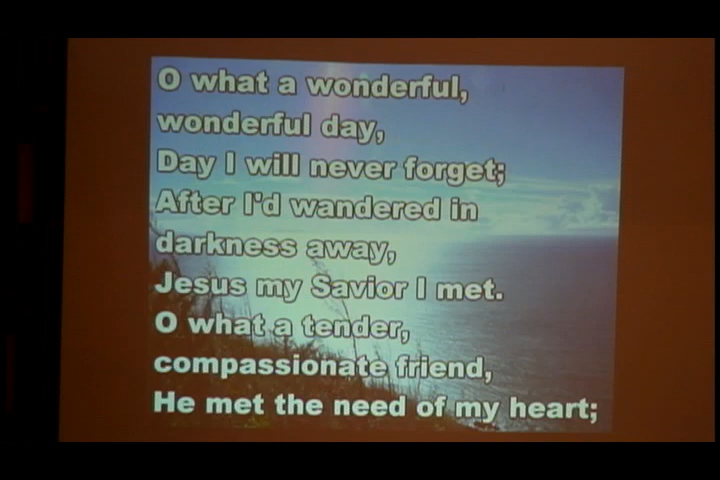 O what a wonderful,
wonderful day,
Day I will never forget;
After I'd wandered in
darkness away,
Jesus my Savior I met.
O what a tender,
compassionate friend,
He met the need of my heart;